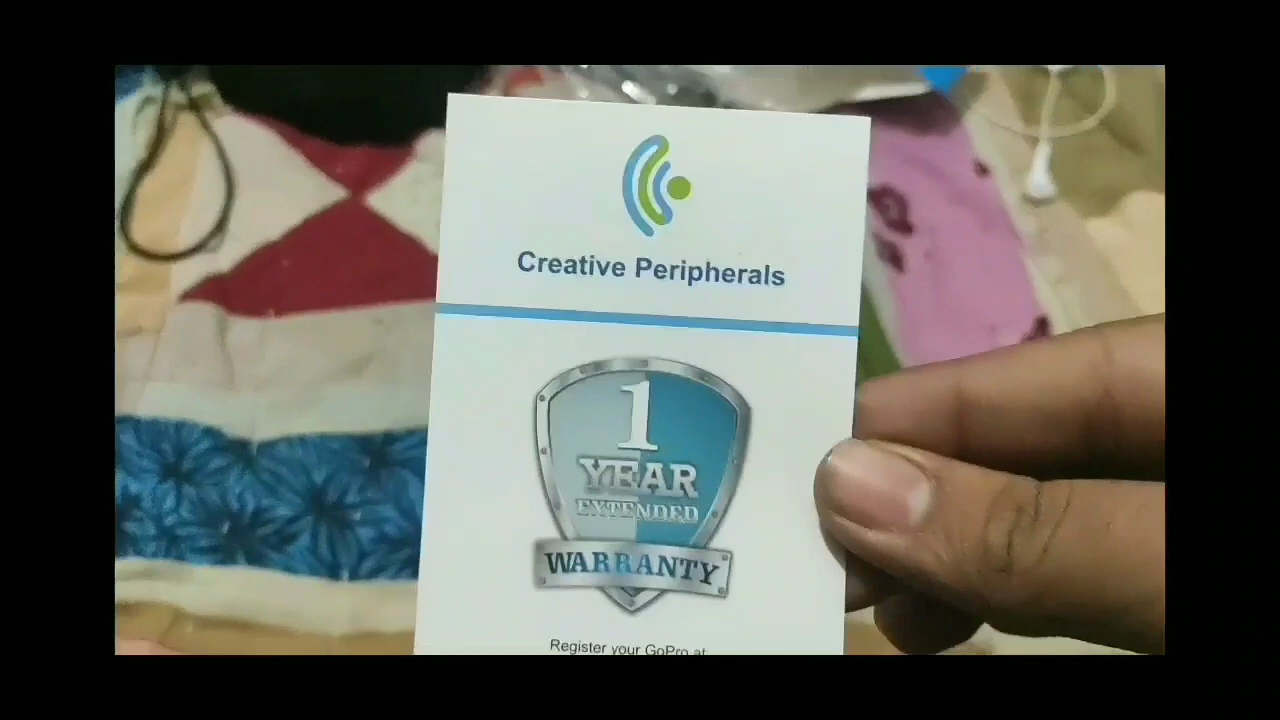 Creative Peripherals
1
YEAR
EXTENDED
WARRANTY
Register your GoPro at